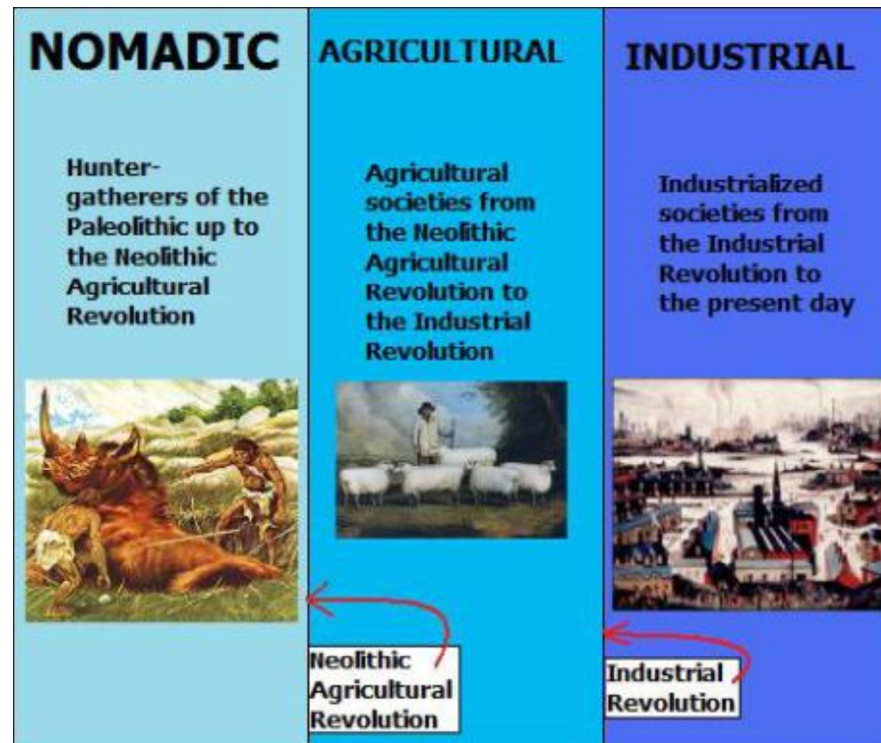 NOMADIC
Hunter-
gatherers of the
Paleolithic up to
the Neolithic
Agricultural
Revolution
AGRICULTURAL
Agricultural
societies from
the Neolithic
Agricultural
Revolution to
the Industrial
Revolution
INDUSTRIAL
Industrialized
societies from
the Industrial
Revolution to
the present day
Neolithic
Agricultural
Revolution
Industrial
Revolution